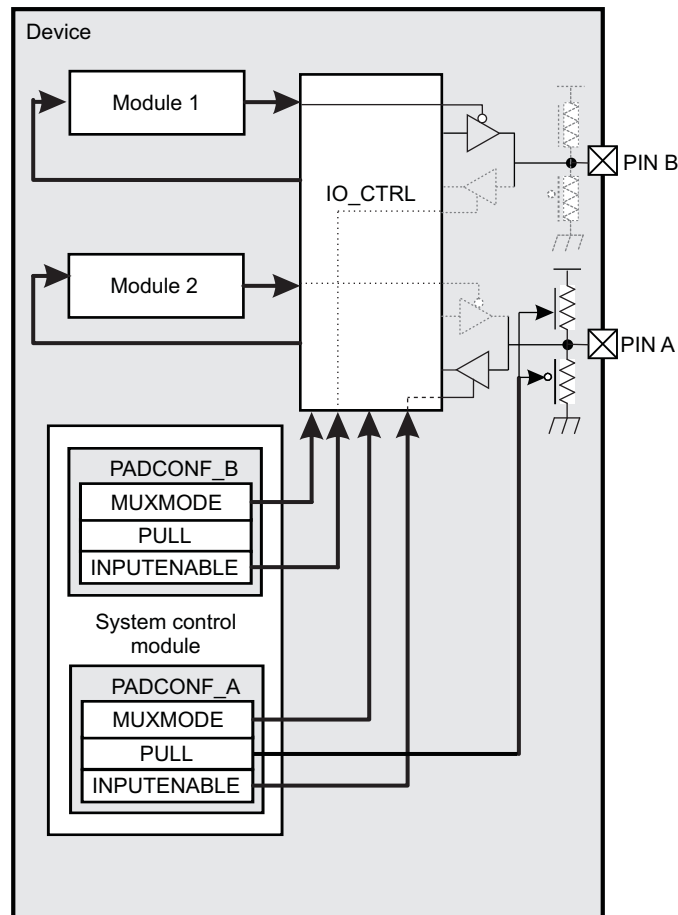 Device
Module 1
IO_CTRL
PIN B
Module 2
PIN A
PADCONF_B
MUXMODE
PULL
INPUTENABLE
System control
module
PADCONF_A
MUXMODE
PULL
INPUTENABLE